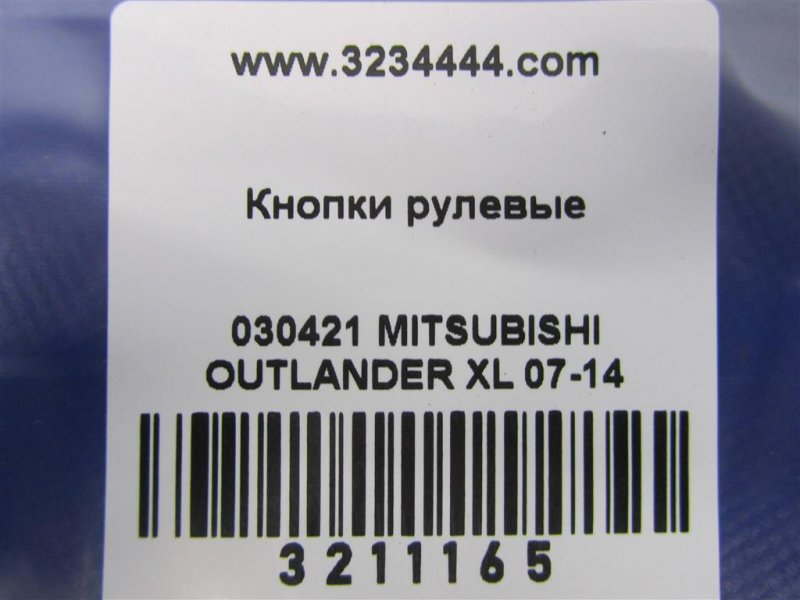 www.3234444.com
Кнопки рулевые
030421 MITSUBISHI
OUTLANDER XL 07-14
3211165